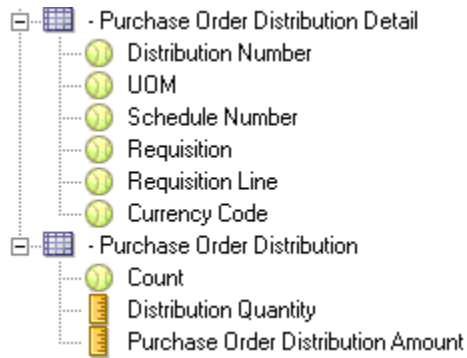 - Purchase Order Distribution Detail
Distribution Number
UOM
Schedule Number
Requisition
Requisition Line
Currency Code
- Purchase Order Distribution
Count
Distribution Quantity
Purchase Order Distribution Amount